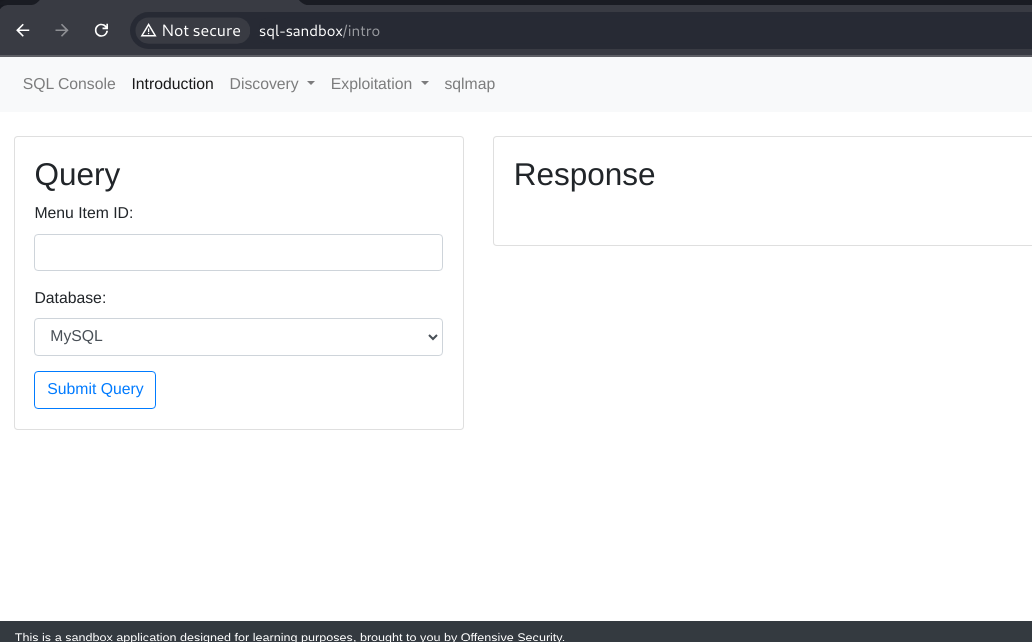 Not secure sql-sandbox/intro
SQL Console Introduction Discovery Exploitation sqlmap
Query
Menu Item ID:
Database:
MySQL
Submit Query
Response
This is a sandbox application designed for learning purposes, brought to you by Offensive Security.